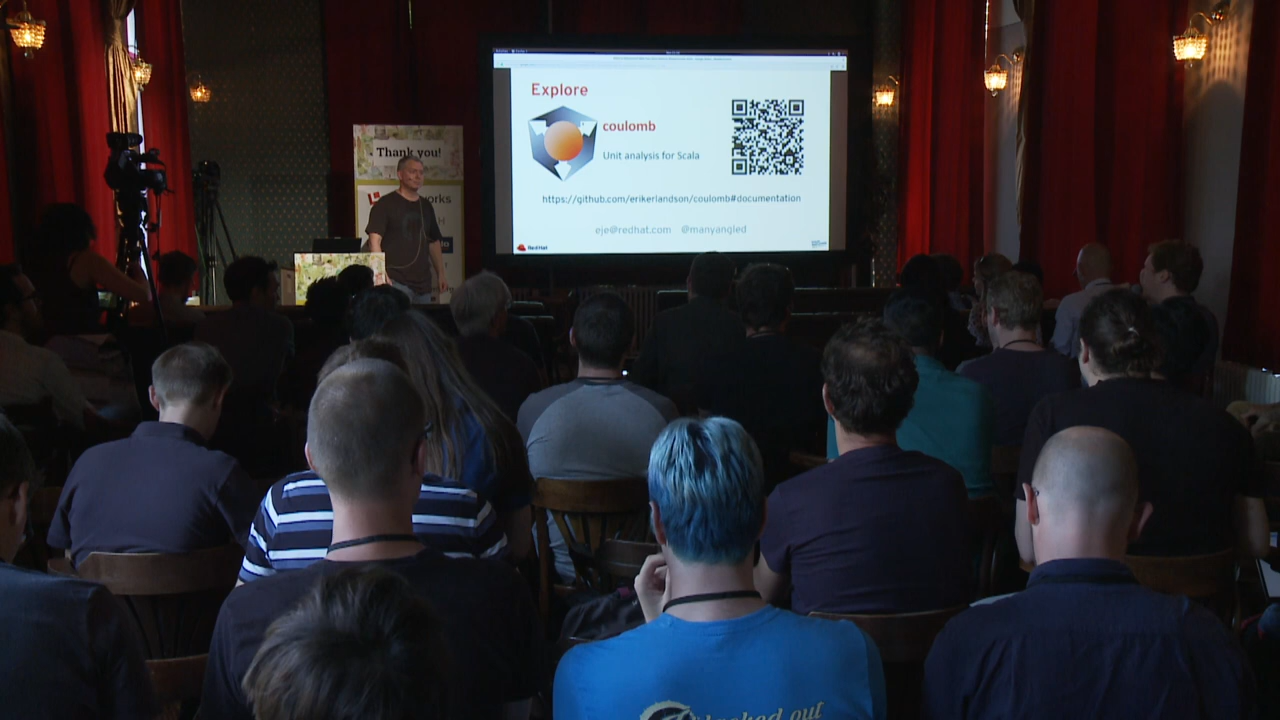 Explore
coulomb
Unit analysis for Scala
https://github.com/erikerlandson/coulomb#documentation
eje@redhat.com @manyangled
Red Hat
Thank you!
out